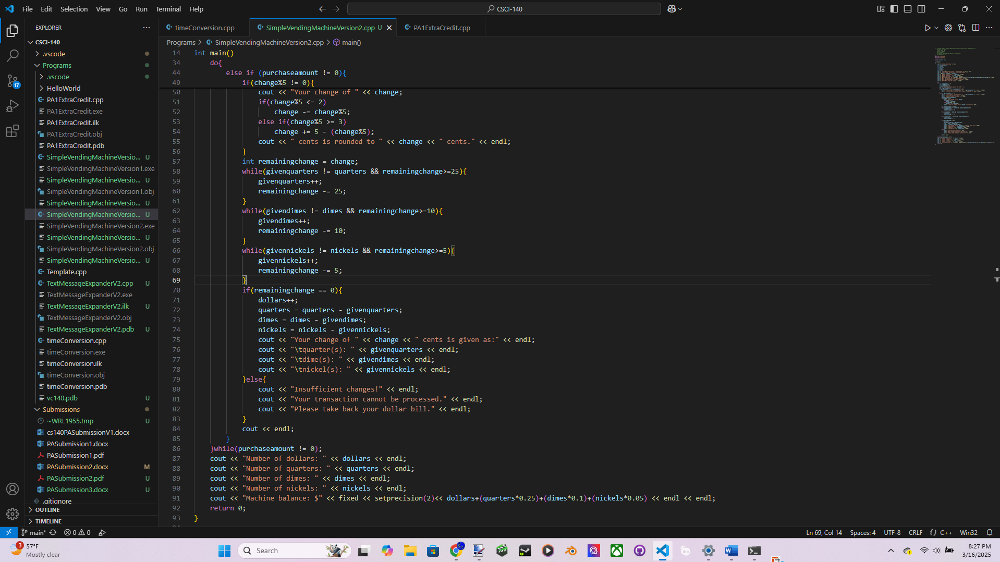 File Edit Selection View Go Run Terminal Help
CSCI-140
EXPLORER
timeConversion.cpp
SimpleVendingMachineVersion2.cpp U
PA1ExtraCredit.cpp
Programs > SimpleVendingMachineVersion2.cpp > main()
CSCI-140
.vscode
Programs
.vscode
HelloWorld
PA1ExtraCredit.cpp
PA1ExtraCredit.exe
PA1ExtraCredit.ilk
PA1ExtraCredit.obj
PA1ExtraCredit.pdb
SimpleVendingMachineVersio... U
SimpleVendingMachineVersion1.exe
SimpleVendingMachineVersio... U
SimpleVendingMachineVersion1.obj
SimpleVendingMachineVersio... U
SimpleVendingMachineVersio... U
SimpleVendingMachineVersion2.exe
SimpleVendingMachineVersio... U
SimpleVendingMachineVersion2.obj
SimpleVendingMachineVersio... U
Template.cpp
TextMessageExpanderV2.cpp U
TextMessageExpanderV2.exe
TextMessageExpanderV2.ilk U
TextMessageExpanderV2.obj
TextMessageExpanderV2.pdb U
timeConversion.cpp
timeConversion.exe
timeConversion.ilk
timeConversion.obj
timeConversion.pdb
vc140.pdb U
Submissions
~WRL1955.tmp U
cs140PASubmissionV1.docx
PASubmission1.docx
PASubmission1.pdf
PASubmission2.docx M
PASubmission2.pdf U
PASubmission3.docx U
.gitignore
OUTLINE
TIMELINE
14 int main()
34 do{
44 else if (purchaseamount != 0){
49 if(change%5 != 0){
50 cout << "Your change of " << change;
51 if(change%5 <= 2)
52 change -= change%5;
53 else if(change%5 >= 3)
54 change += 5 - (change%5);
55 cout << " cents is rounded to " << change << " cents." << endl;
56 }
57 int remainingchange = change;
58 while(givenquarters != quarters && remainingchange>=25){
59 givenquarters++;
60 remainingchange -= 25;
61 }
62 while(givendimes != dimes && remainingchange>=10){
63 givendimes++;
64 remainingchange -= 10;
65 }
66 while(givennickels != nickels && remainingchange>=5){
67 givennickels++;
68 remainingchange -= 5;
69 }
70 if(remainingchange == 0){
71 dollars++;
72 quarters = quarters - givenquarters;
73 dimes = dimes - givendimes;
74 nickels = nickels - givennickels;
75 cout << "Your change of " << change << " cents is given as:" << endl;
76 cout << "\tquarter(s): " << givenquarters << endl;
77 cout << "\tdime(s): " << givendimes << endl;
78 cout << "\tnickel(s): " << givennickels << endl;
79 }else{
80 cout << "Insufficient changes!" << endl;
81 cout << "Your transaction cannot be processed." << endl;
82 cout << "Please take back your dollar bill." << endl;
83 }
84 cout << endl;
85 }
86 }while(purchaseamount != 0);
87 cout << "Number of dollars: " << dollars << endl;
88 cout << "Number of quarters: " << quarters << endl;
89 cout << "Number of dimes: " << dimes << endl;
90 cout << "Number of nickels: " << nickels << endl;
91 cout << "Machine balance: $" << fixed << setprecision(2)<< dollars+(quarters*0.25)+(dimes*0.1)+(nickels*0.05) << endl << endl;
92 return 0;
93 }
17
main* 0 0
Ln 69, Col 14 Spaces: 4 UTF-8 CRLF {} C++ Win32
3
57°F
Mostly clear
Search
8:27 PM
3/16/2025